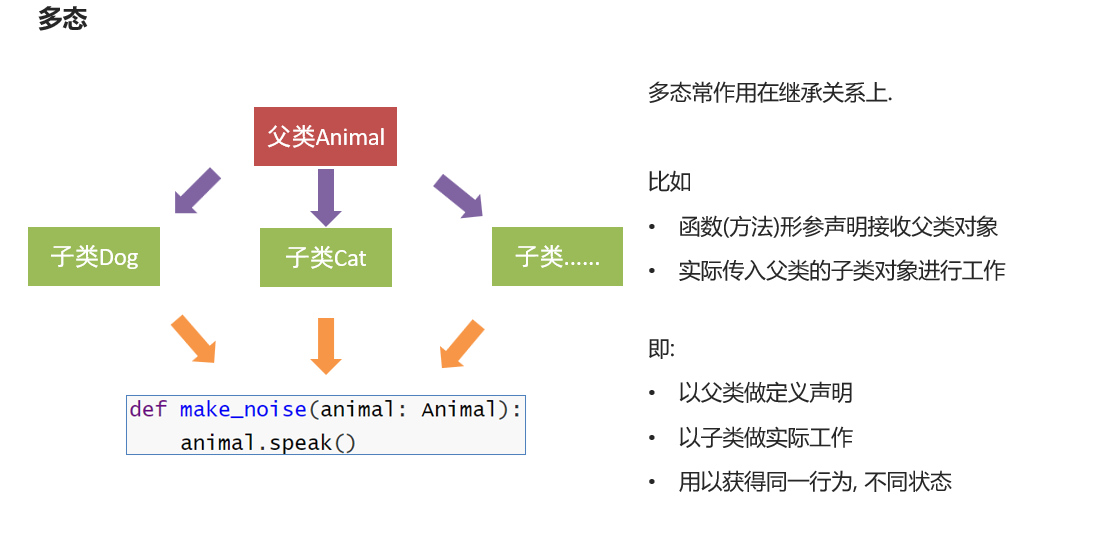 多态
父类Animal
子类Dog
子类Cat
子类……
def make_noise(animal: Animal):
animal.speak()
多态常作用在继承关系上.
比如
• 函数(方法)形参声明接收父类对象
• 实际传入父类的子类对象进行工作
即:
• 以父类做定义声明
• 以子类做实际工作
• 用以获得同一行为, 不同状态